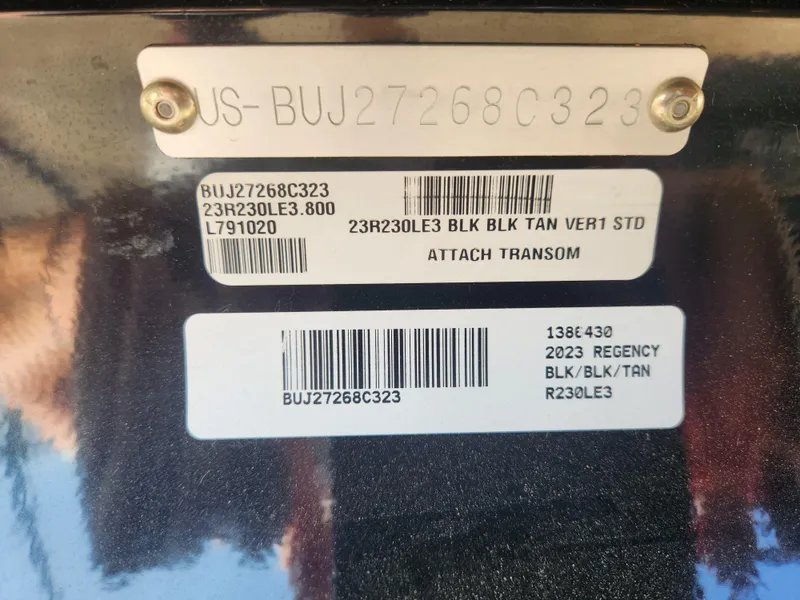 US-BUJ27268C323
BUJ27268C323
23R230LE3.800
L791020
23R230LE3 BLK BLK TAN VER1 STD
ATTACH TRANSOM
BUJ27268C323
1386430
2023 REGENCY
BLK/BLK/TAN
R230LE3